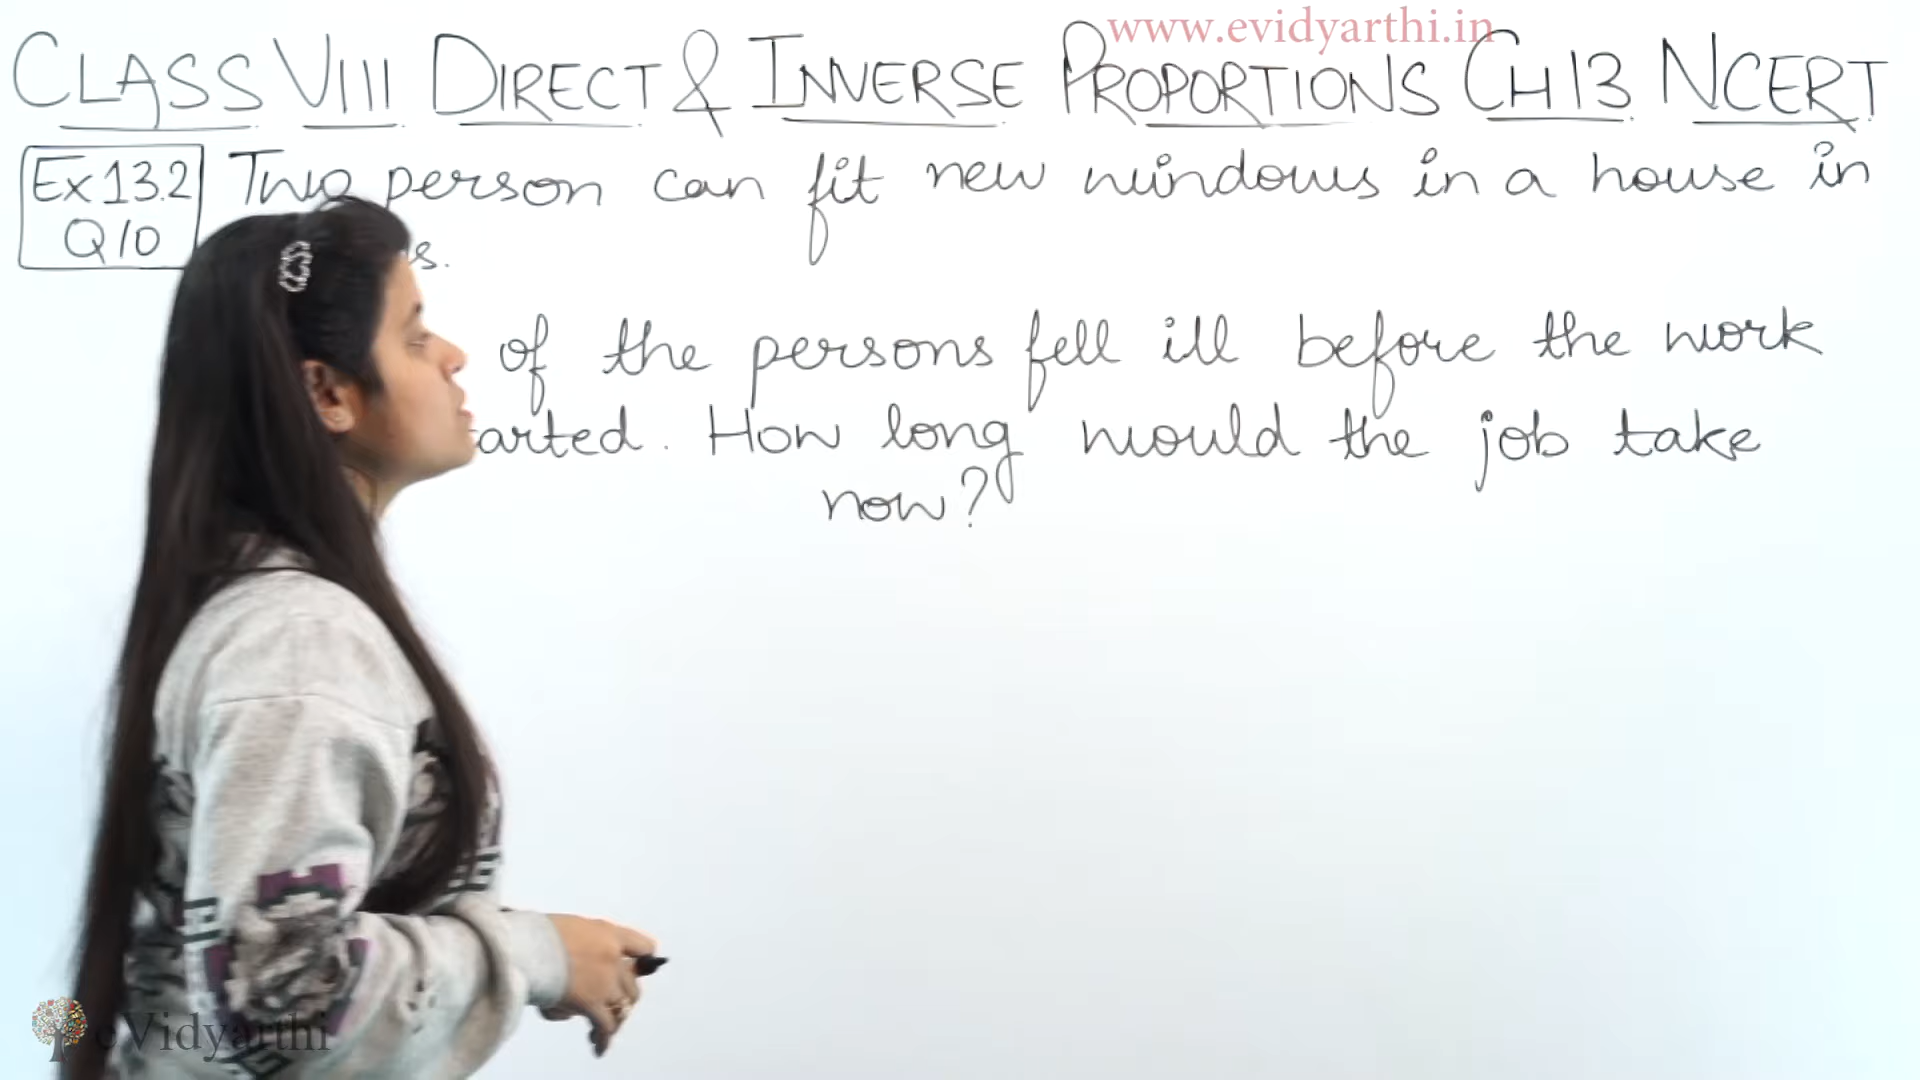 www.evidyarthi.in
CLASS VIII DIRECT & INVERSE PROPORTIONS CH 13 NCERT
Ex 13.2 Two person can fit new windows in a house in
Q10
of the persons fell ill before the work
arted. How long would the job take
now?
eVidyarthi